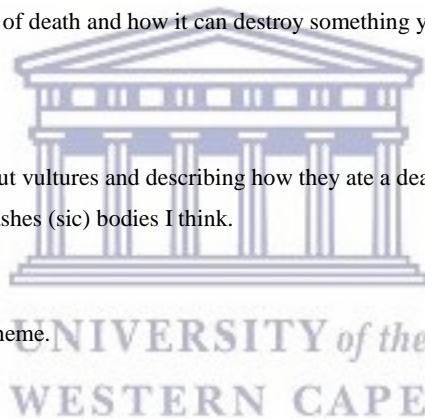 of death and how it can destroy something y
ut vultures and describing how they ate a dea
ashes (sic) bodies I think.
heme.
UNIVERSITY of the
WESTERN CAPE